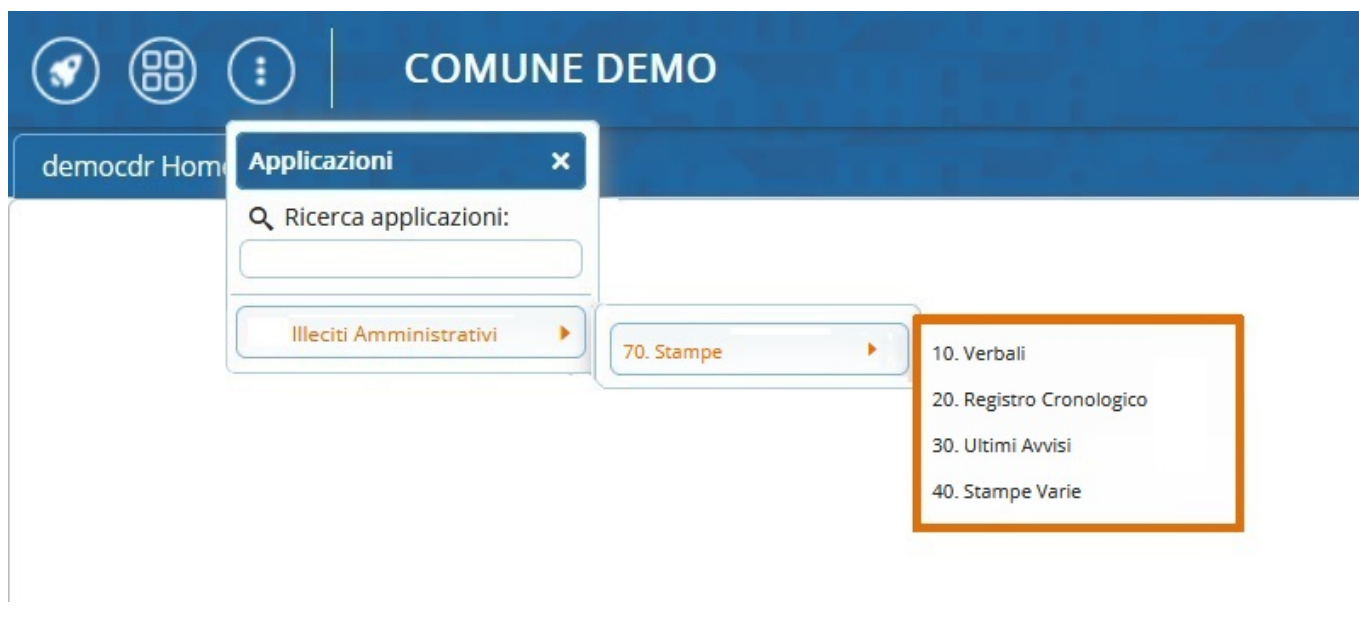 COMUNE DEMO
democdr Home
Applicazioni
Ricerca applicazioni:
Illeciti Amministrativi
70. Stampe
10. Verbali
20. Registro Cronologico
30. Ultimi Avvisi
40. Stampe Varie